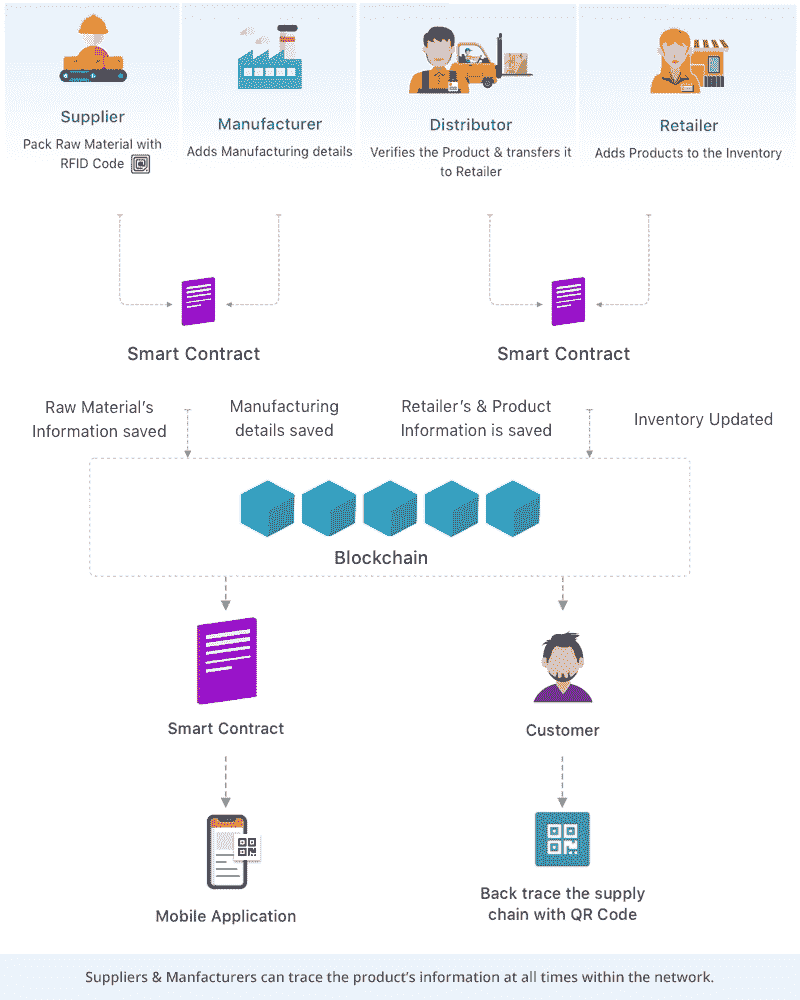 Supplier
Pack Raw Material with
RFID Code
Manufacturer
Adds Manufacturing details
Distributor
Verifies the Product & transfers it
to Retailer
Retailer
Adds Products to the Inventory
Smart Contract
Smart Contract
Raw Material's
Information saved
Manufacturing
details saved
Retailer's & Product
Information is saved
Inventory Updated
Blockchain
Smart Contract
Customer
Mobile Application
Back trace the supply
chain with QR Code
Suppliers & Manfacturers can trace the product's information at all times within the network.